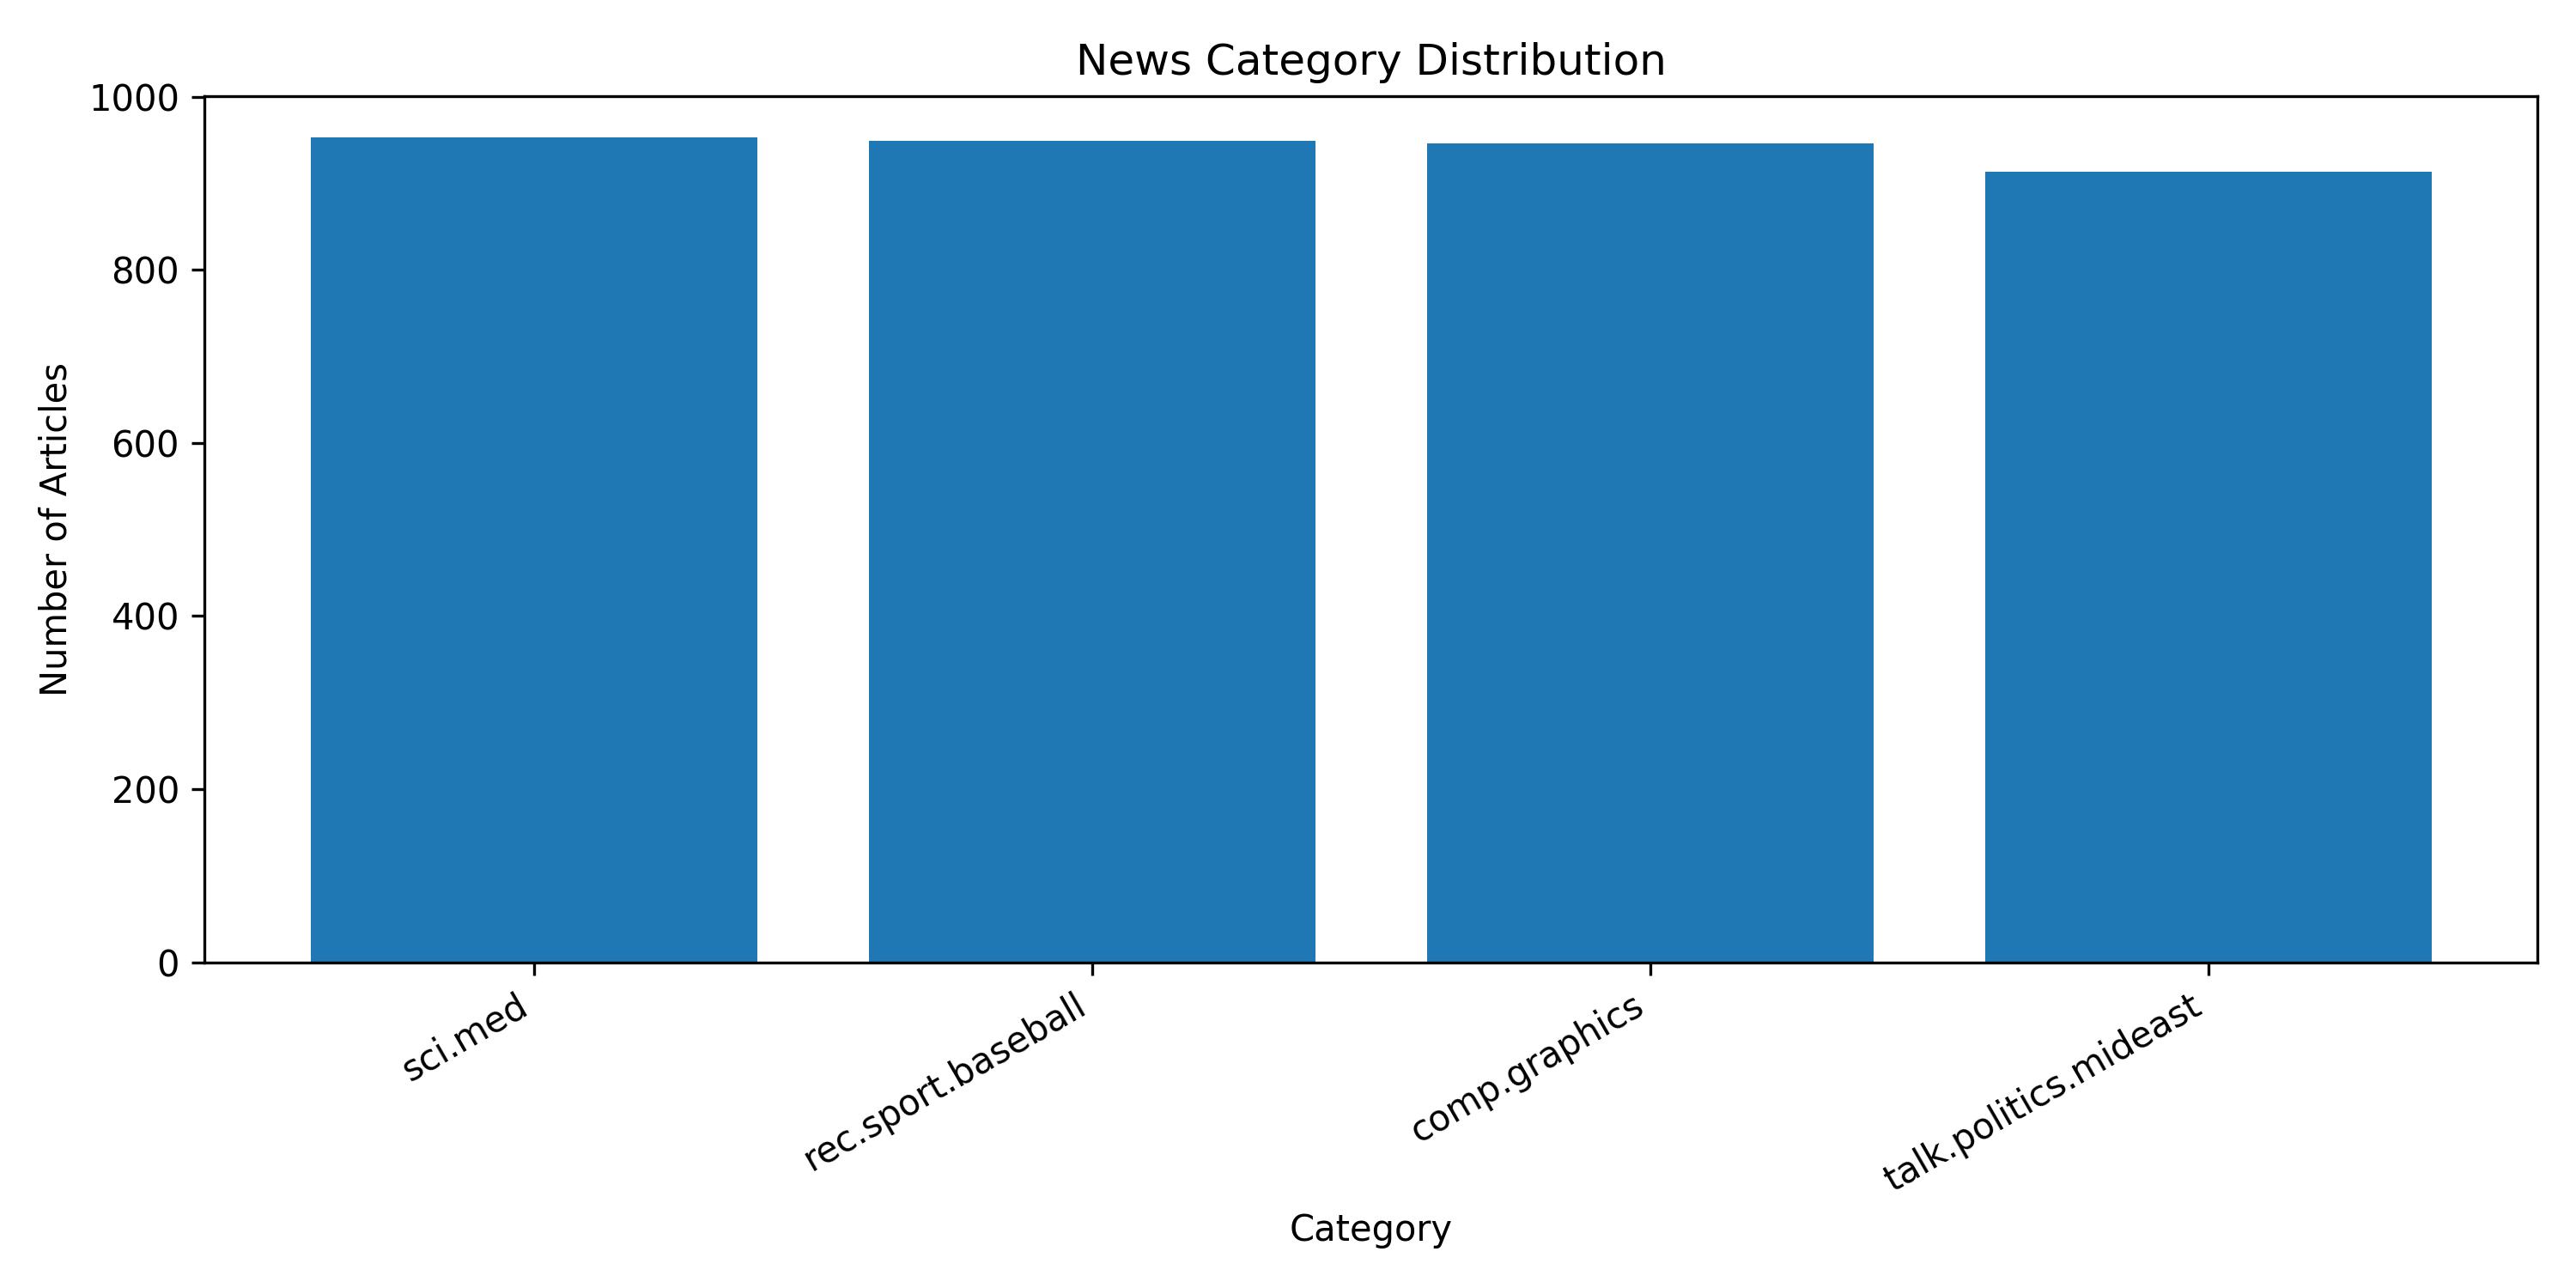 News Category Distribution
1000
800
600
400
200
0
Number of Articles
sci.med
rec.sport.baseball
comp.graphics
talk.politics.mideast
Category